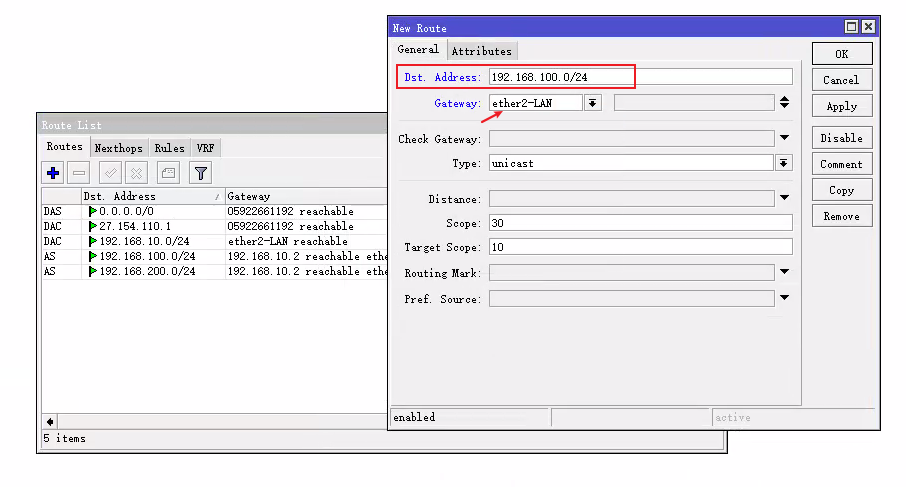 New Route
General Attributes
Dst. Address: 192.168.100.0/24
Gateway: ether2-LAN
Check Gateway:
Type: unicast
Distance:
Scope: 30
Target Scope: 10
Routing Mark:
Pref. Source:
enabled
active
OK
Cancel
Apply
Disable
Comment
Copy
Remove
Route List
Routes Nexthops Rules VRF
Dst. Address / Gateway
DAS 0.0.0.0/0 05922661192 reachable
DAC 27.154.110.1 05922661192 reachable
DAC 192.168.10.0/24 ether2-LAN reachable
AS 192.168.100.0/24 192.168.10.2 reachable ethe
AS 192.168.200.0/24 192.168.10.2 reachable ethe
5 items